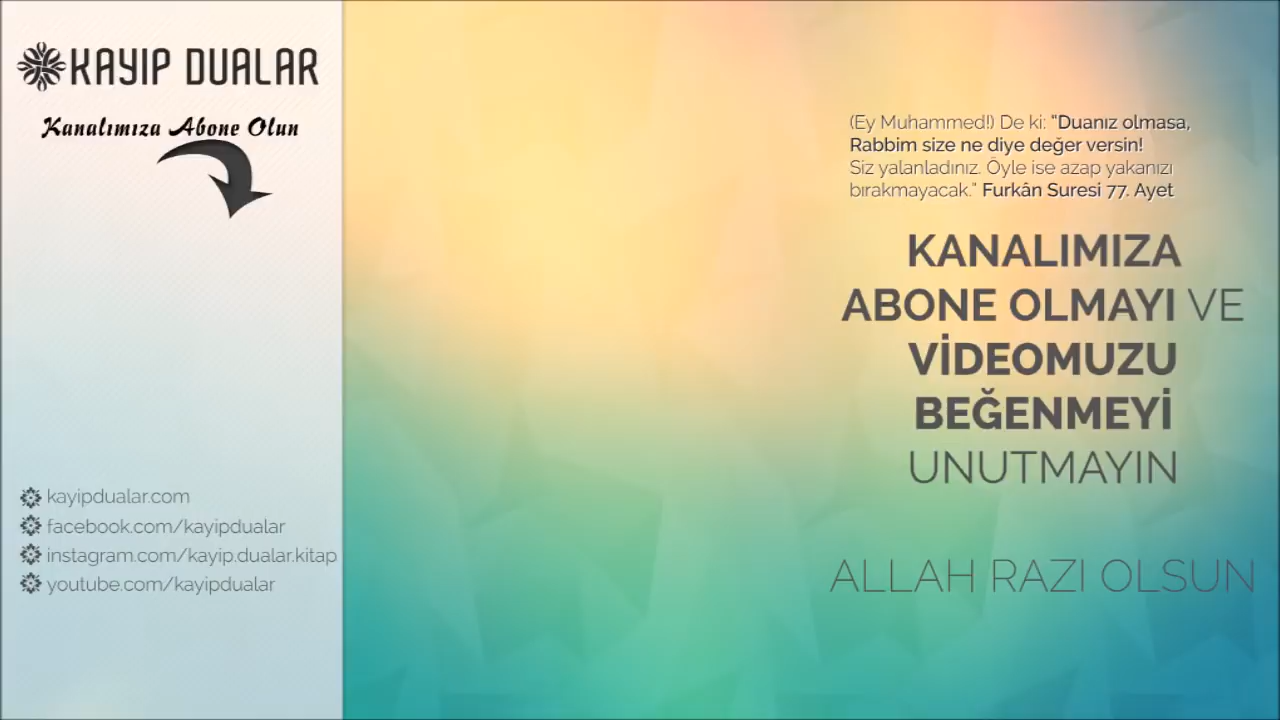 KAYIP DUALAR
Kanalımıza Abone Olun
(Ey Muhammed!) De ki: "Duanız olmasa,
Rabbim size ne diye değer versin!
Siz yalanladınız. Öyle ise azap yakanızı
bırakmayacak." Furkân Suresi 77. Ayet
KANALIMIZA
ABONE OLMAYI VE
VİDEOMUZU
BEĞENMEYİ
UNUTMAYIN
ALLAH RAZI OLSUN
kayipdualar.com
facebook.com/kayipdualar
instagram.com/kayip.dualar.kitap
youtube.com/kayipdualar